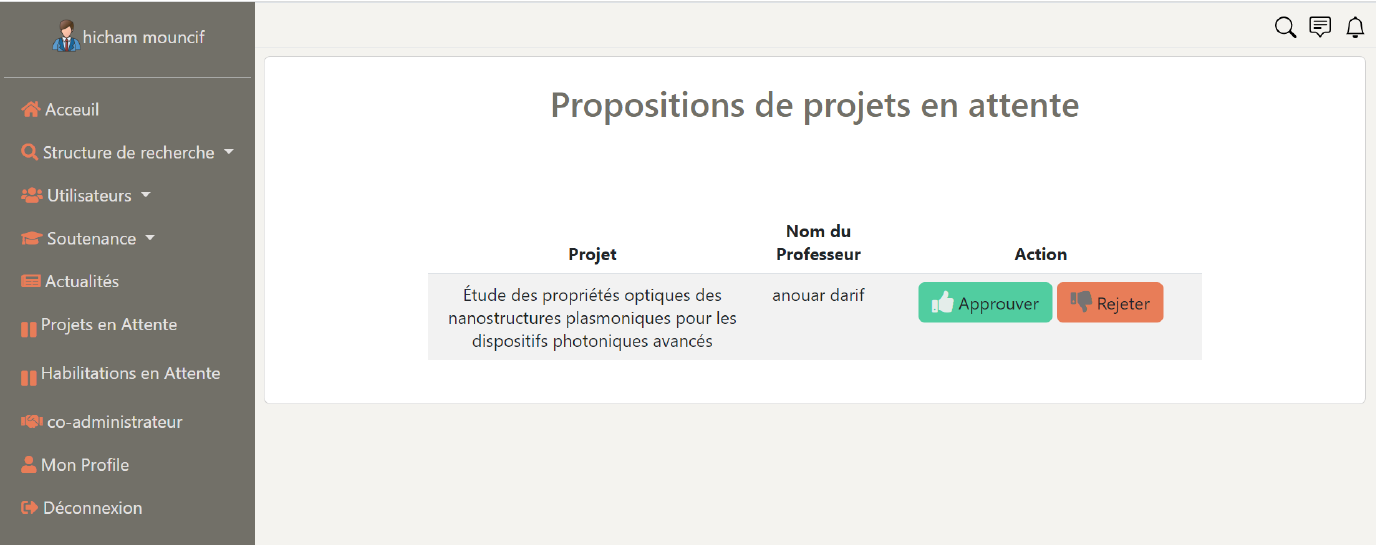 hicham mouncif
Acceuil
Structure de recherche
Utilisateurs
Soutenance
Actualités
Projets en Attente
Habilitations en Attente
co-administrateur
Mon Profile
Déconnexion
Propositions de projets en attente
Projet
Nom du
Professeur
Action
Étude des propriétés optiques des
nanostructures plasmoniques pour les
dispositifs photoniques avancés
anouar darif
Approuver
Rejeter